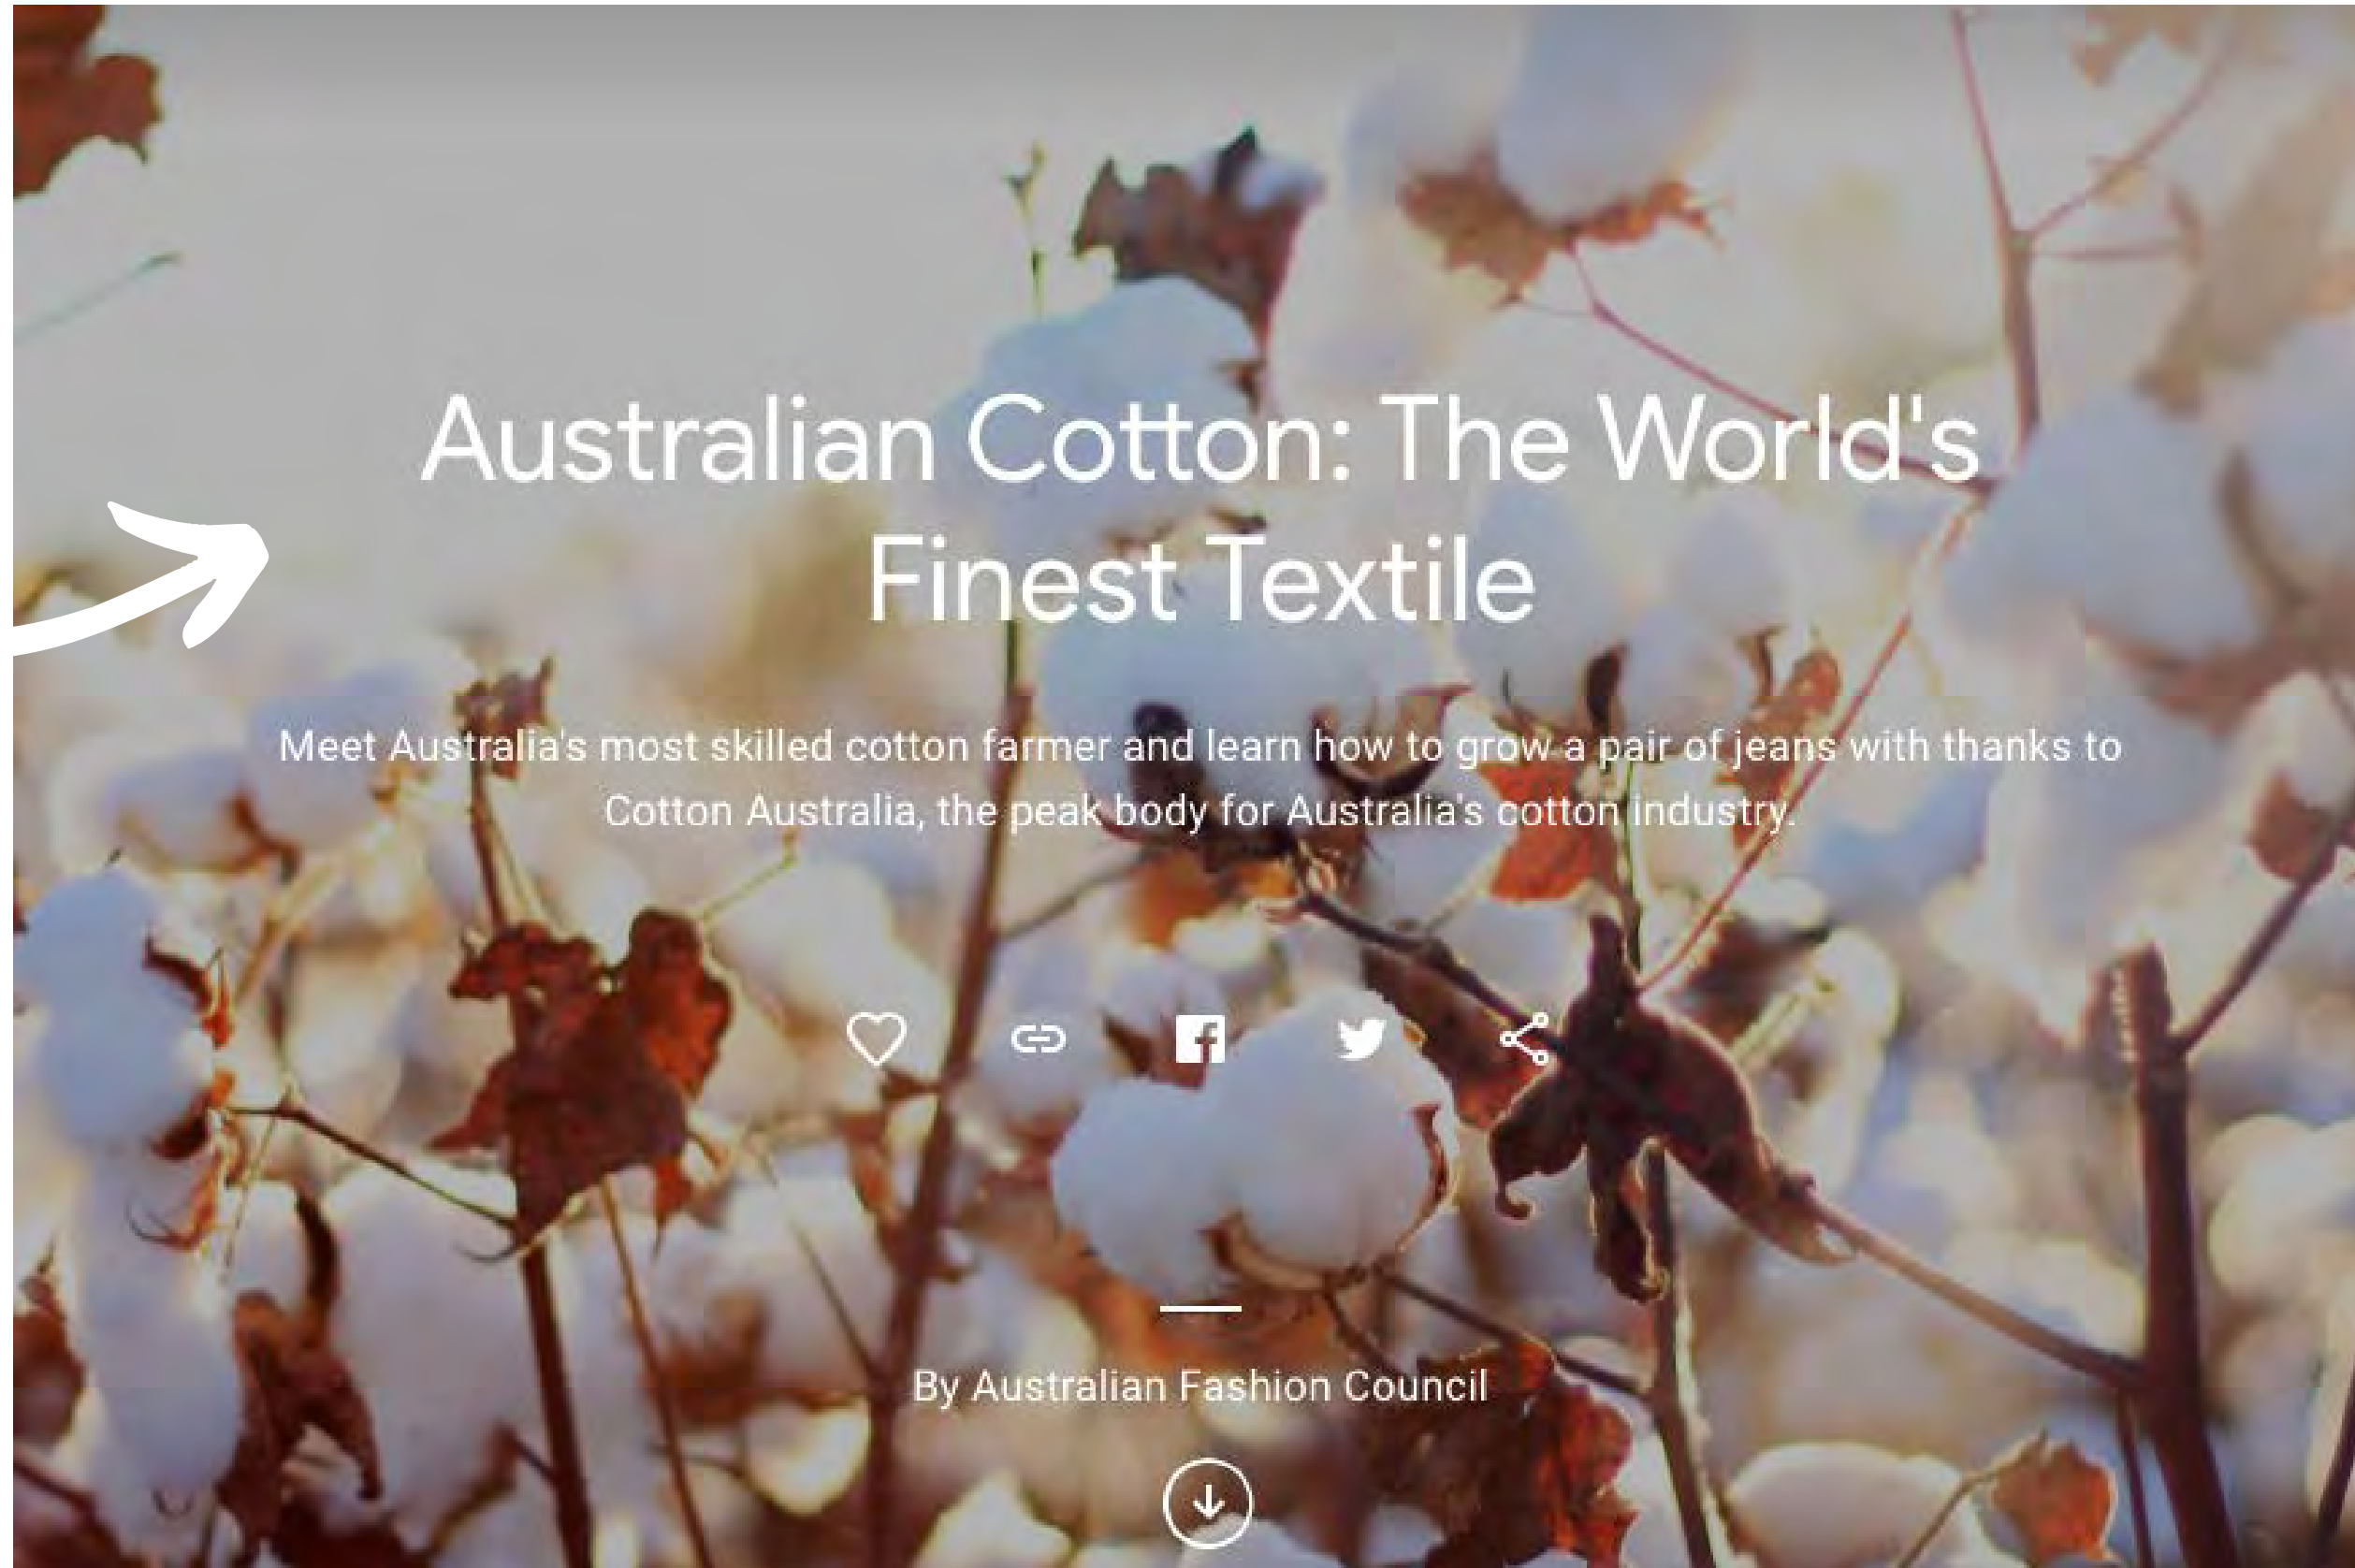 Australian Cotton: The World's
Finest Textile
Meet Australia's most skilled cotton farmer and learn how to grow a pair of jeans with thanks to
Cotton Australia, the peak body for Australia's cotton industry.
By Australian Fashion Council